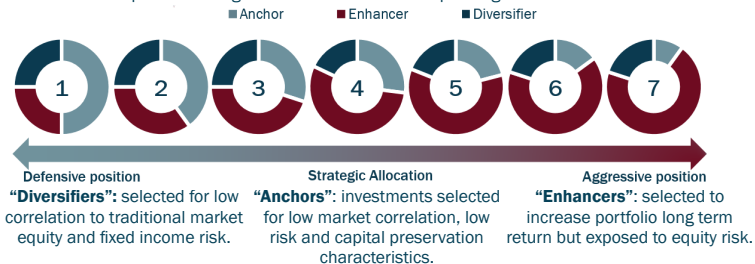 Anchor Enhancer Diversifier
1 2 3 4 5 6 7
Defensive position
Strategic Allocation
Aggressive position
“Diversifiers”: selected for low
correlation to traditional market
equity and fixed income risk.
“Anchors”: investments selected
for low market correlation, low
risk and capital preservation
characteristics.
“Enhancers”: selected to
increase portfolio long term
return but exposed to equity risk.